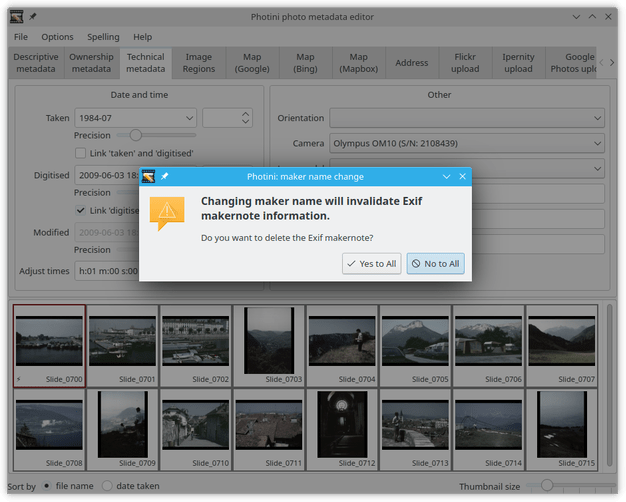 Photini photo metadata editor
File Options Spelling Help
Descriptive metadata
Ownership metadata
Technical metadata
Image Regions
Map (Google)
Map (Bing)
Map (Mapbox)
Address
Flickr upload
Ipernity upload
Google Photos
Date and time
Other
Taken 1984-07
Precision
Link 'taken' and 'digitised'
Digitised 2009-06-03 18:
Precision
Link 'digitise
Modified 2009-06-03 18:
Precision
Adjust times h:01 m:00 s:00
Orientation
Camera Olympus OM10 (S/N: 2108439)
Photini: maker name change
Changing maker name will invalidate Exif
makernote information.
Do you want to delete the Exif makernote?
Yes to All No to All
Slide_0700 Slide_0701 Slide_0702 Slide_0703 Slide_0704 Slide_0705 Slide_0706 Slide_0707
Slide_0708 Slide_0709 Slide_0710 Slide_0711 Slide_0712 Slide_0713 Slide_0714 Slide_0715
Sort by file name date taken Thumbnail size